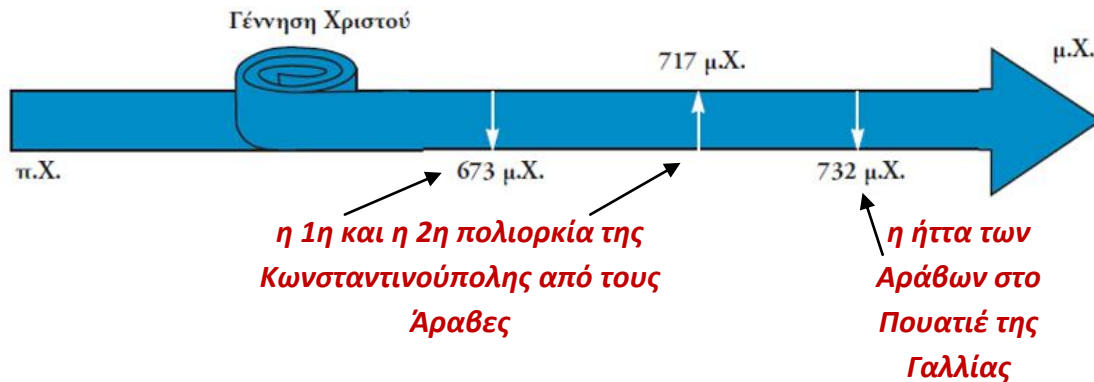 Γέννηση Χριστού
717 μ.Χ.
μ.Χ.
π.Χ.
673 μ.Χ.
732 μ.Χ.
η 1η και η 2η πολιορκία της
Κωνσταντινούπολης από τους
Άραβες
η ήττα των
Αράβων στο
Πουατιέ της
Γαλλίας